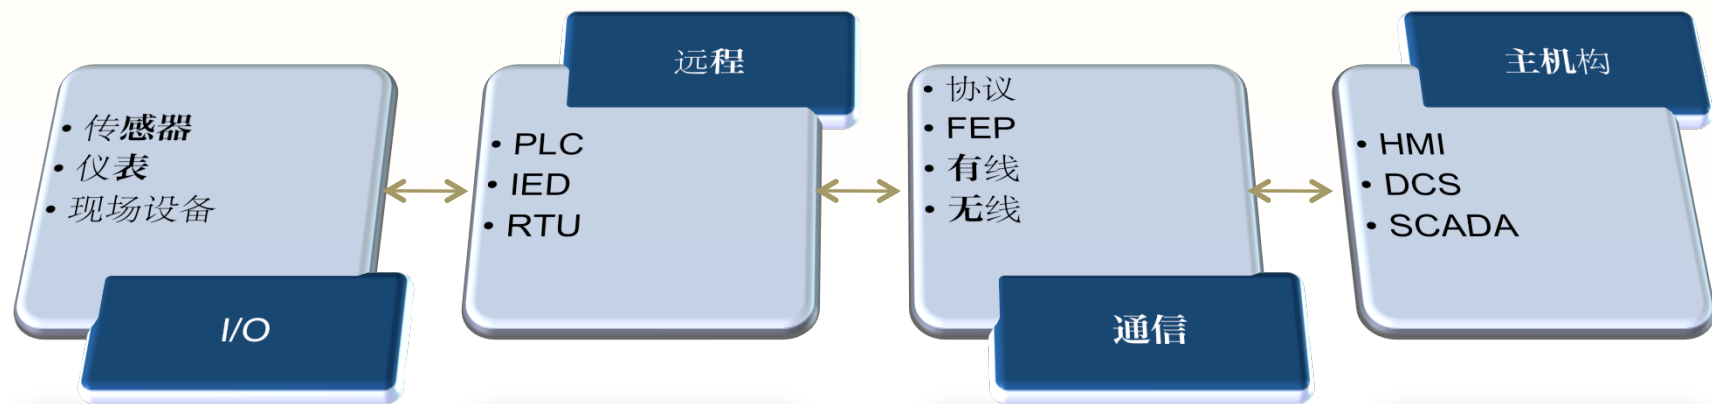 • 传感器
• 仪表
• 现场设备
I/O
远程
• PLC
• IED
• RTU
• 协议
• FEP
• 有线
• 无线
通信
主机构
• HMI
• DCS
• SCADA